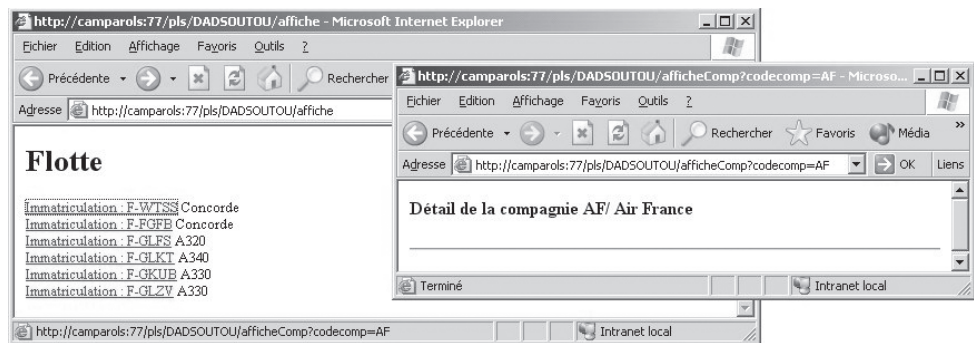 http://camparols:77/pls/DADSOUTOU/affiche - Microsoft Internet Explorer
Fichier Edition Affichage Favoris Outils ?
Précédente Rechercher
Adresse http://camparols:77/pls/DADSOUTOU/affiche
Flotte
Immatriculation : F-WTSS Concorde
Immatriculation : F-FGFB Concorde
Immatriculation : F-GLFS A320
Immatriculation : F-GLKT A340
Immatriculation : F-GKUB A330
Immatriculation : F-GLZV A330
http://camparols:77/pls/DADSOUTOU/afficheComp?codecomp=AF Intranet local
http://camparols:77/pls/DADSOUTOU/afficheComp?codecomp=AF - Microso...
Fichier Edition Affichage Favoris Outils ?
Précédente Rechercher Favoris Média »
Adresse http://camparols:77/pls/DADSOUTOU/afficheComp?codecomp=AF OK Liens
Détail de la compagnie AF/ Air France
Terminé Intranet local